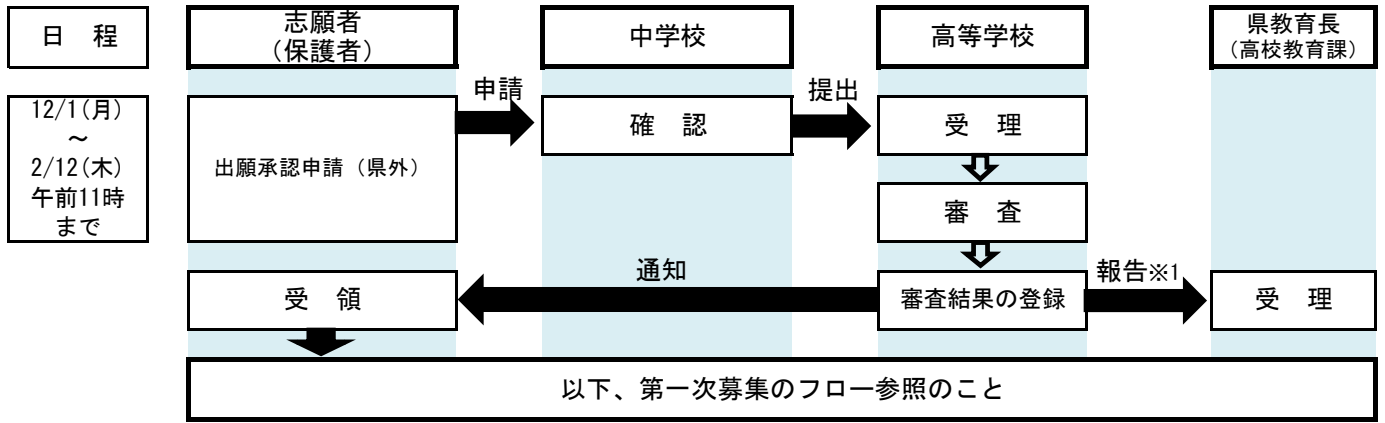 日 程
志願者
(保護者)
中学校
高等学校
県教育長
(高校教育課)
12/1(月)
~
2/12(木)
午前11時
まで
出願承認申請(県外)
申請
確 認
提出
受 理
審 査
審査結果の登録
通知
受 領
報告※1
受 理
以下、第一次募集のフロー参照のこと